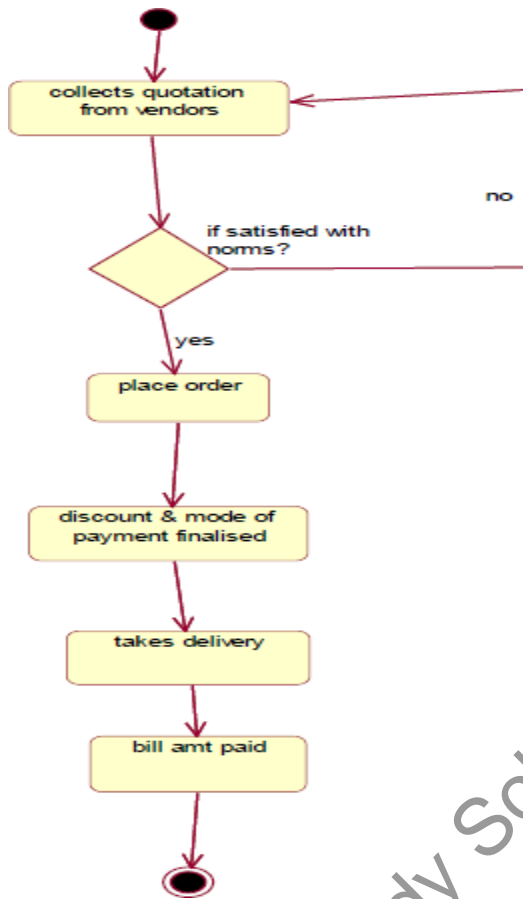 collects quotation
from vendors
no
if satisfied with
norms?
yes
place order
discount & mode of
payment finalised
takes delivery
bill amt paid